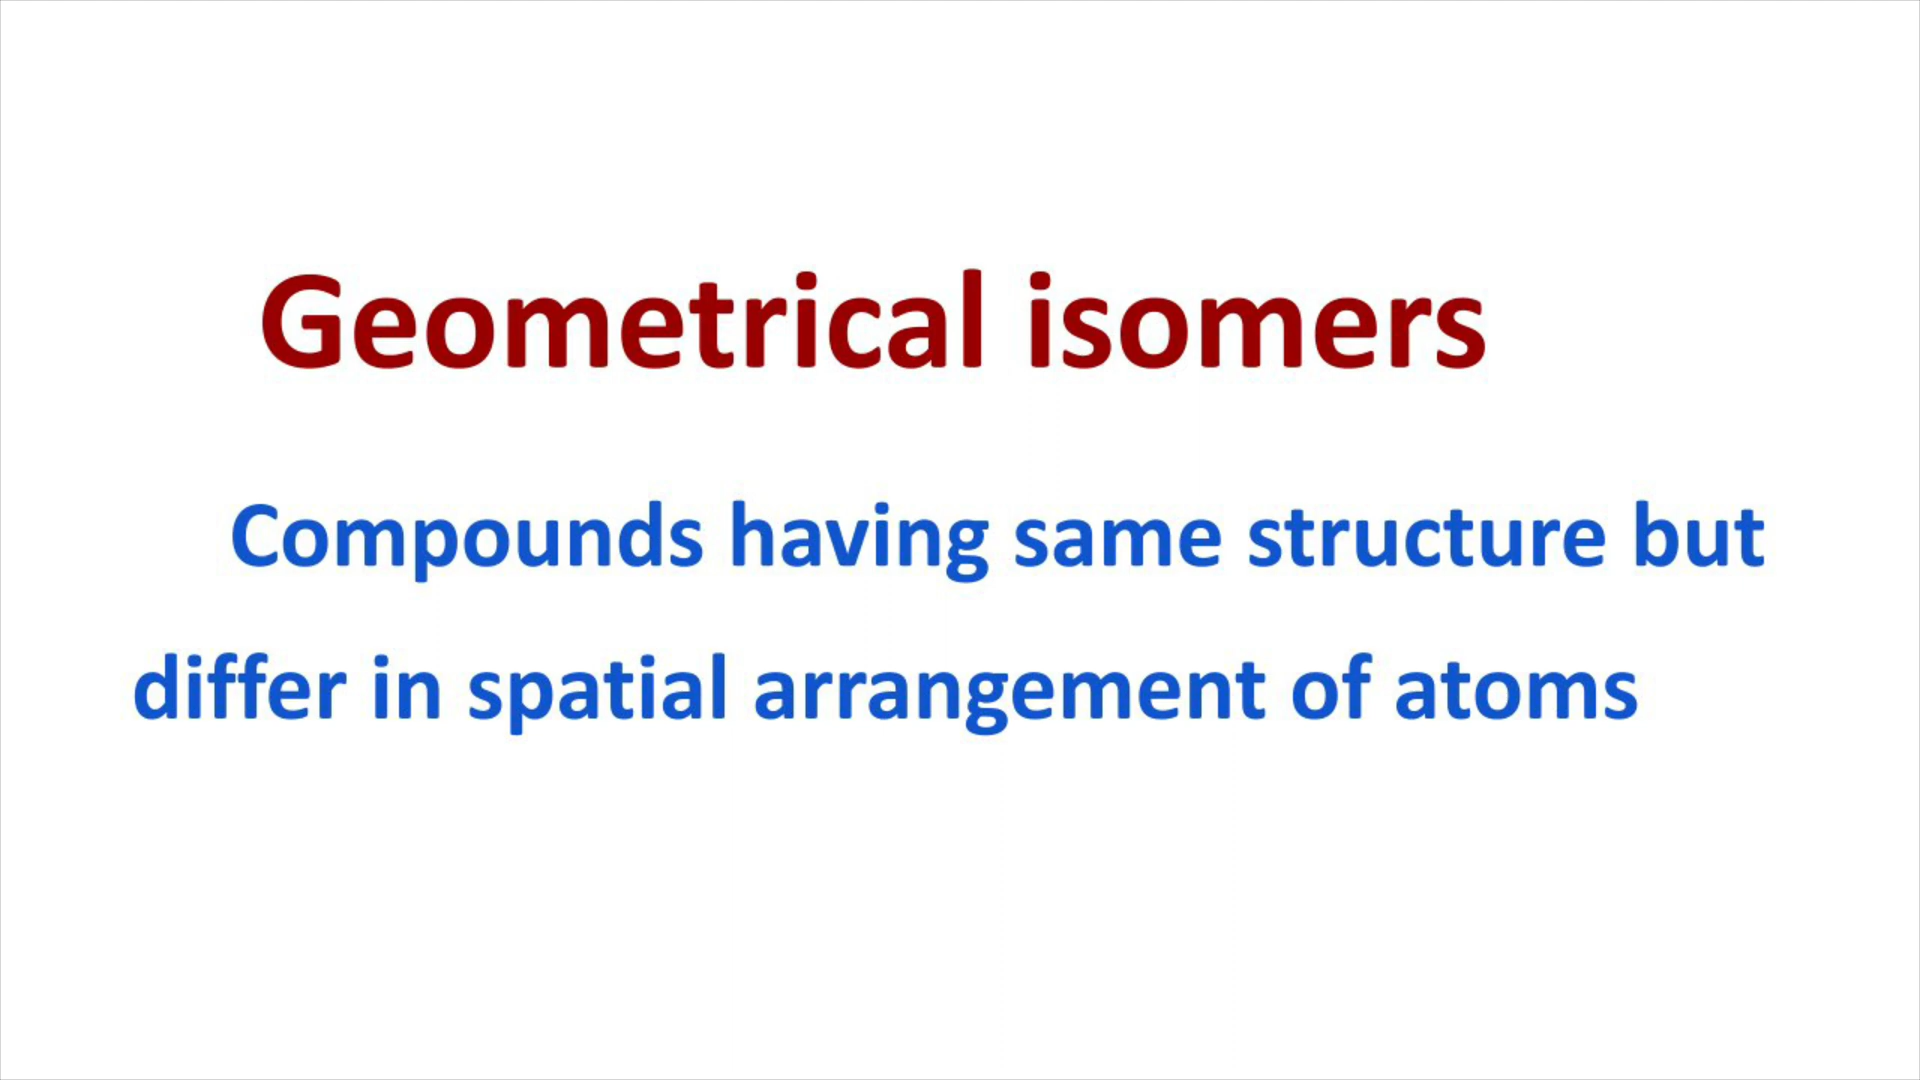 Geometrical isomers
Compounds having same structure but
differ in spatial arrangement of atoms